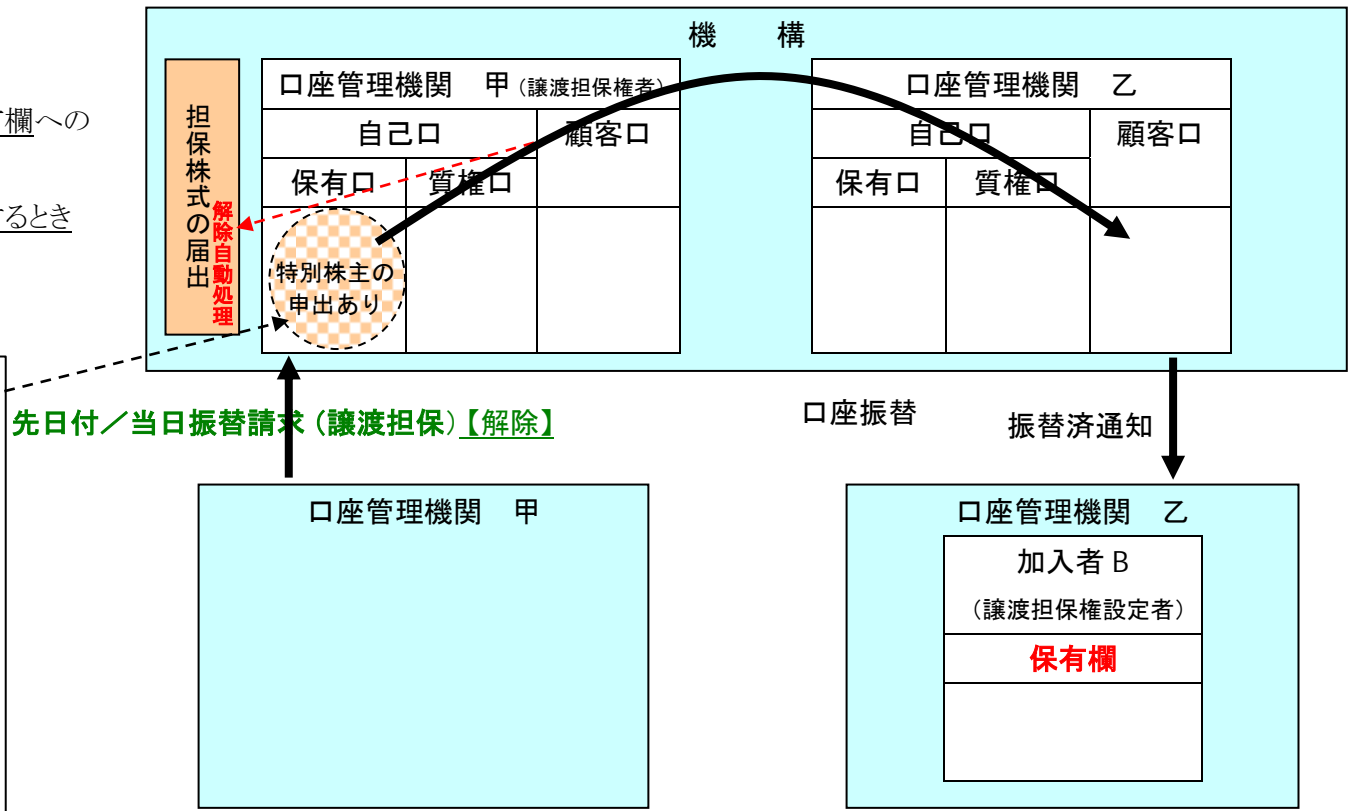 機 構
担保株式の届出
解除自動処理
口座管理機関 甲（譲渡担保権者）
自己口
顧客口
保有口
質権口
特別株主の
申出あり
口座管理機関 乙
自己口
顧客口
保有口
質権口
欄への
するとき
先日付／当日振替請求（譲渡担保）【解除】
口座振替
振替済通知
口座管理機関 甲
口座管理機関 乙
加入者 B
（譲渡担保権設定者）
保有欄